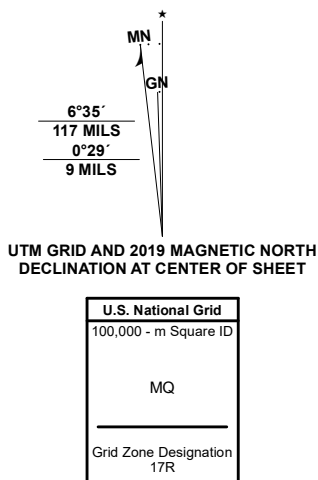 ★
MN
GN
6°35´
117 MILS
0°29´
9 MILS
UTM GRID AND 2019 MAGNETIC NORTH
DECLINATION AT CENTER OF SHEET
U.S. National Grid
100,000 - m Square ID
MQ
Grid Zone Designation
17R